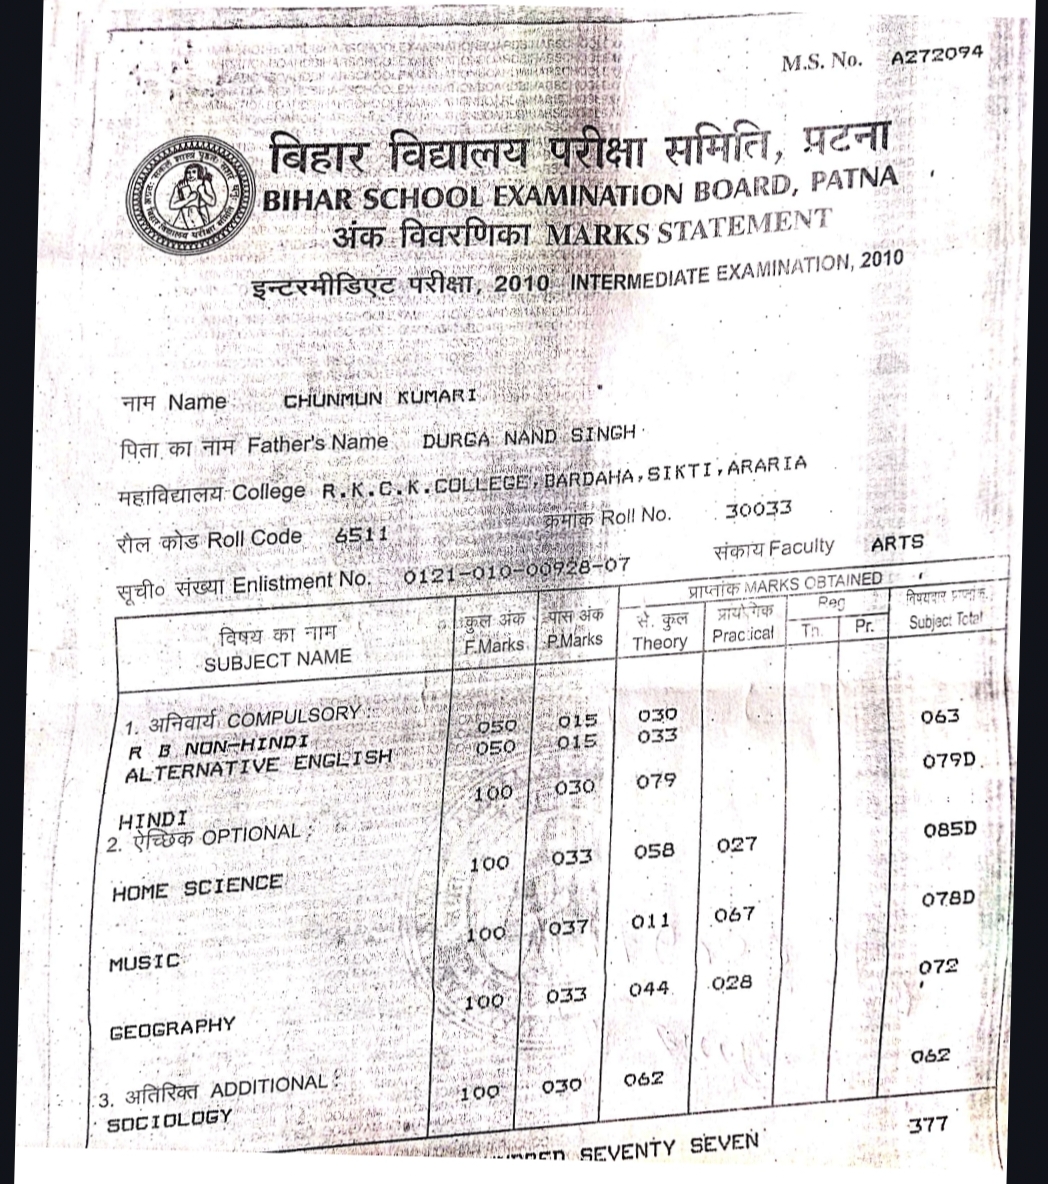 M.S. No. A272094
बिहार विद्यालय परीक्षा समिति, पटना
BIHAR SCHOOL EXAMINATION BOARD, PATNA
अंक विवरणिका MARKS STATEMENT
इन्टरमीडिएट परीक्षा, 2010 INTERMEDIATE EXAMINATION, 2010
नाम Name CHUNMUN KUMARI
पिता का नाम Father's Name DURGA NAND SINGH
महाविद्यालय College R.K.C.K.COLLEGE,BARDAHA,SIKTI,ARARIA
रौल कोड Roll Code 6511 क्रमांक Roll No. 30033
सूची० संख्या Enlistment No. 0121-010-00928-07 संकाय Faculty ARTS
विषय का नाम SUBJECT NAME कुल अंक F.Marks पास अंक P.Marks प्राप्तांक MARKS OBTAINED
सै. कुल Theory Practical Reg Th. Pr. Subject Total
1. अनिवार्य COMPULSORY :
R B NON-HINDI 050 015 030 063
ALTERNATIVE ENGLISH 050 015 033
HINDI 100 030 079 079D
2. ऐच्छिक OPTIONAL :
HOME SCIENCE 100 033 058 027 085D
MUSIC 100 037 011 067 078D
GEOGRAPHY 100 033 044 028 072
3. अतिरिक्त ADDITIONAL :
SOCIOLOGY 100 030 062 062
SEVENTY SEVEN 377